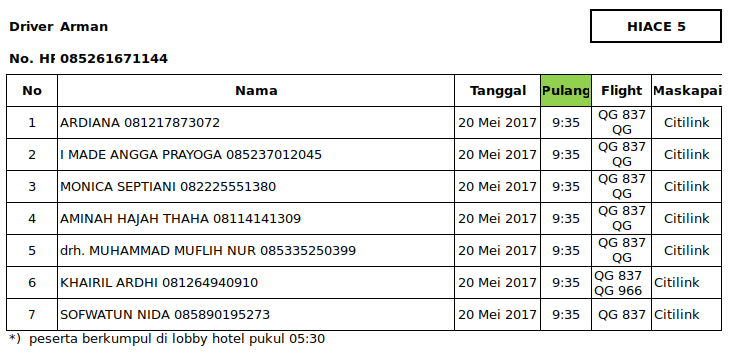 Driver Arman HIACE 5
No. HP 085261671144
No Nama Tanggal Pulang Flight Maskapai
1 ARDIANA 081217873072 20 Mei 2017 9:35 QG 837 QG Citilink
2 I MADE ANGGA PRAYOGA 085237012045 20 Mei 2017 9:35 QG 837 QG Citilink
3 MONICA SEPTIANI 082225551380 20 Mei 2017 9:35 QG 837 QG Citilink
4 AMINAH HAJAH THAHA 08114141309 20 Mei 2017 9:35 QG 837 QG Citilink
5 drh. MUHAMMAD MUFLIH NUR 085335250399 20 Mei 2017 9:35 QG 837 QG Citilink
6 KHAIRIL ARDHI 081264940910 20 Mei 2017 9:35 QG 837 QG 966 Citilink
7 SOFWATUN NIDA 085890195273 20 Mei 2017 9:35 QG 837 Citilink
*) peserta berkumpul di lobby hotel pukul 05:30